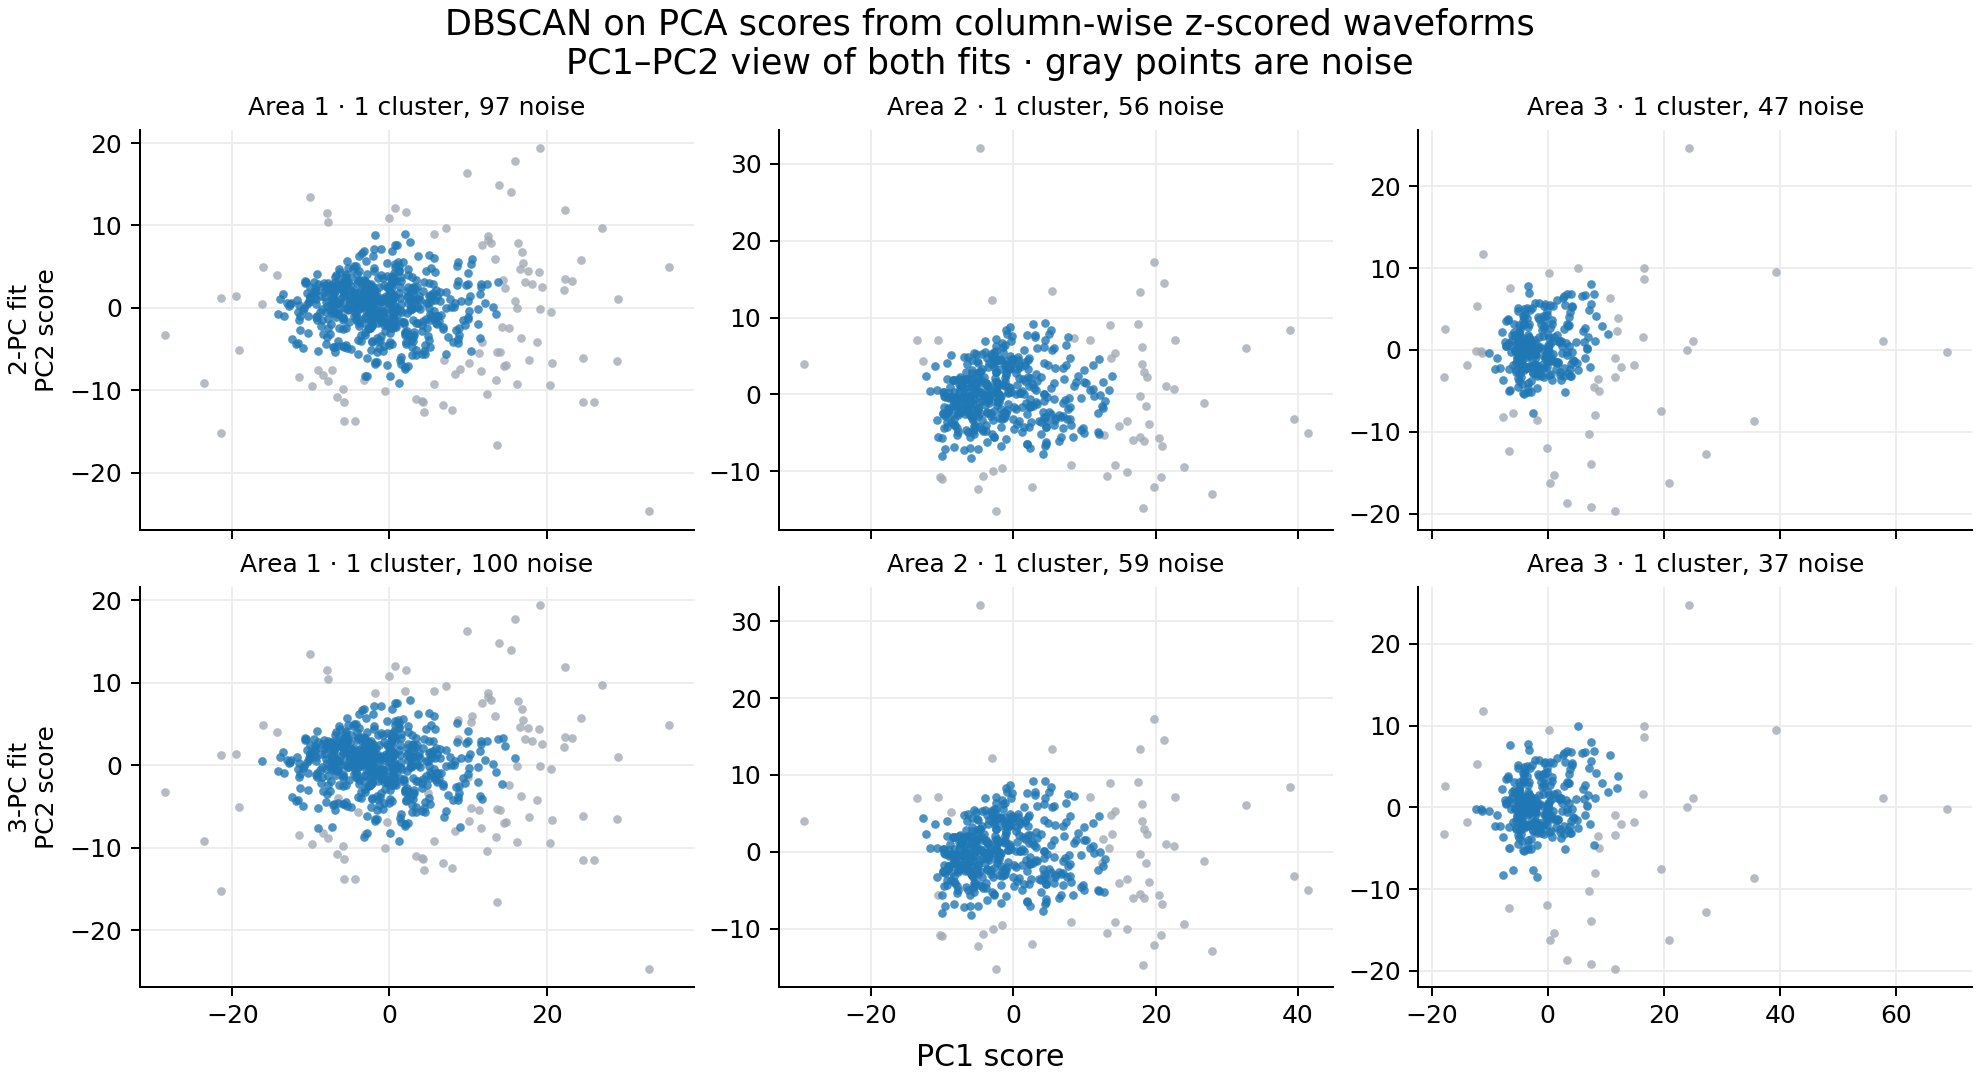 DBSCAN on PCA scores from column-wise z-scored waveforms
PC1–PC2 view of both fits · gray points are noise
Area 1 · 1 cluster, 97 noise
2-PC fit
PC2 score
20
10
0
−10
−20
Area 2 · 1 cluster, 56 noise
30
20
10
0
−10
Area 3 · 1 cluster, 47 noise
20
10
0
−10
−20
Area 1 · 1 cluster, 100 noise
3-PC fit
PC2 score
20
10
0
−10
−20
−20 0 20
Area 2 · 1 cluster, 59 noise
30
20
10
0
−10
−20 0 20 40
Area 3 · 1 cluster, 37 noise
20
10
0
−10
−20
−20 0 20 40 60
PC1 score